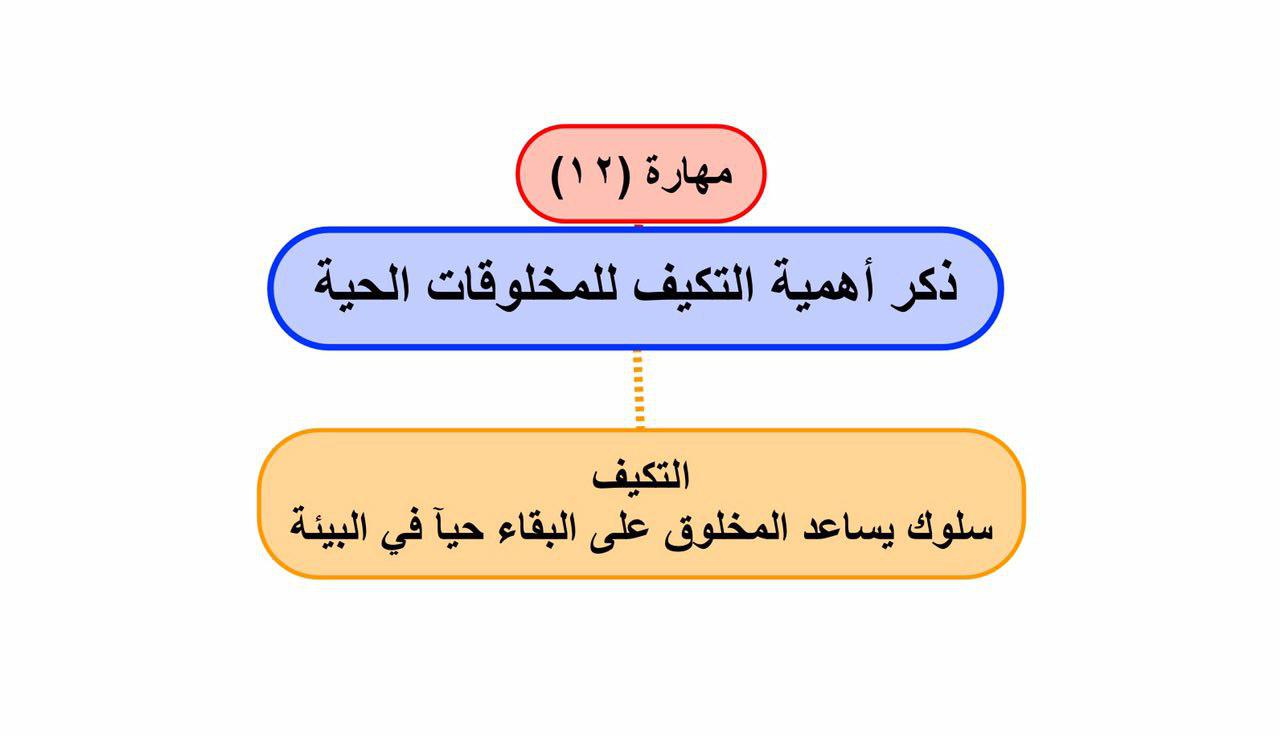 مهارة (١٢)
ذكر أهمية التكيف للمخلوقات الحية
التكيف
سلوك يساعد المخلوق على البقاء حيآ في البيئة